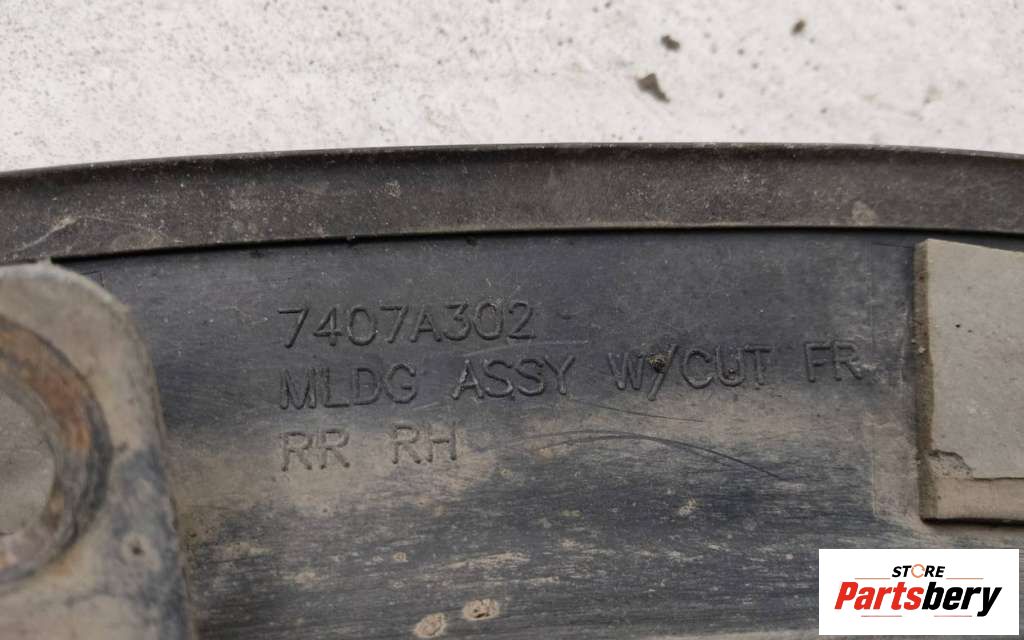 7407A302
MLDG ASSY W/CUT FR
RR RH
STORE
Partsbery